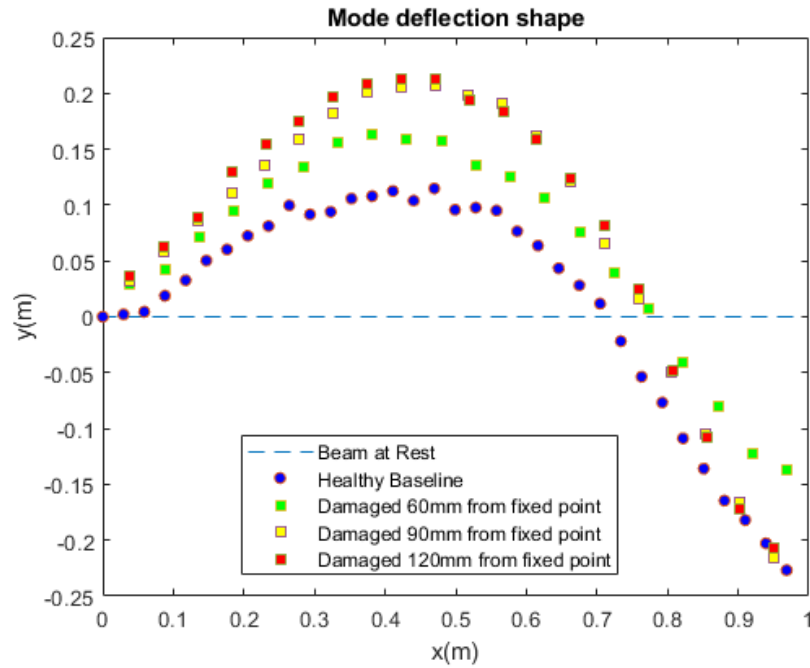 Mode deflection shape
0.25
0.2
0.15
0.1
0.05
0
-0.05
-0.1
-0.15
-0.2
-0.25
y(m)
Beam at Rest
Healthy Baseline
Damaged 60mm from fixed point
Damaged 90mm from fixed point
Damaged 120mm from fixed point
0 0.1 0.2 0.3 0.4 0.5 0.6 0.7 0.8 0.9 1
x(m)